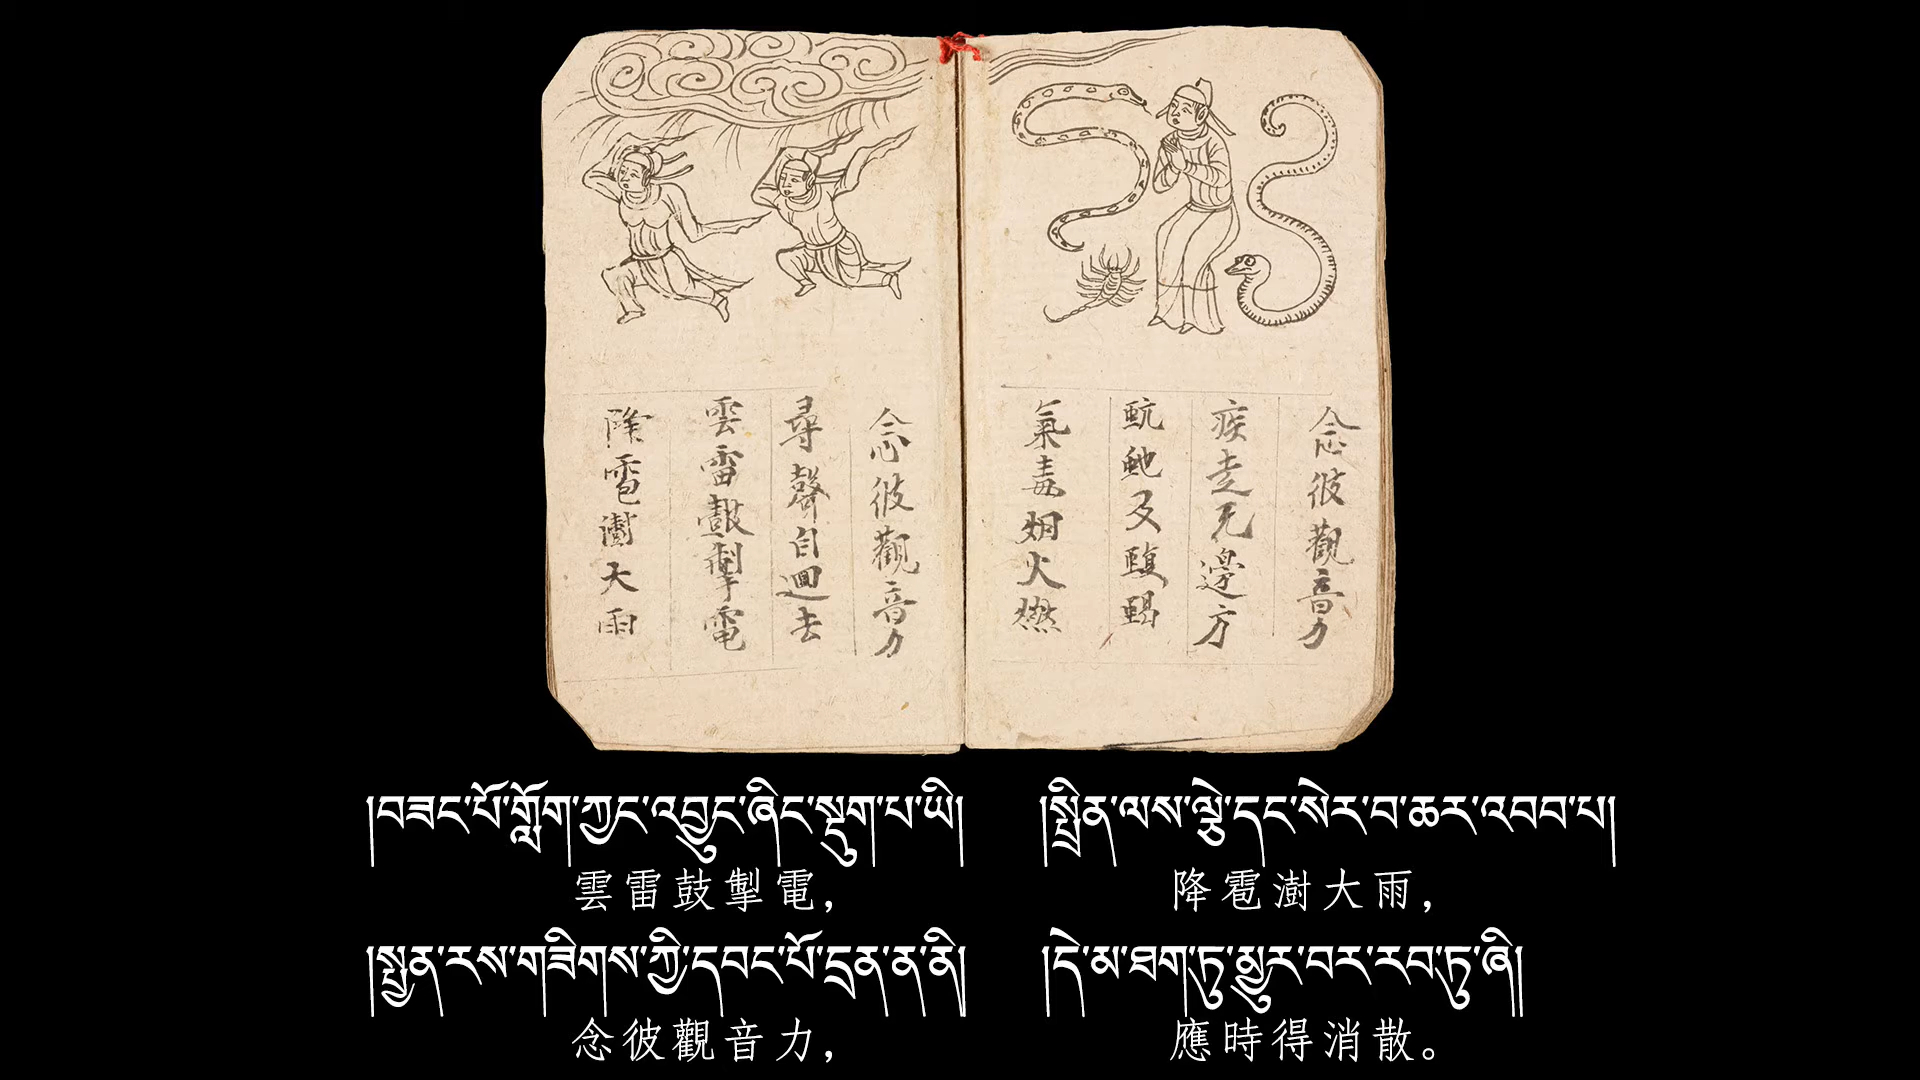 念彼觀音力
疾走无邊方
蚖虵及蝮蝎
氣毒烟火燃
念彼觀音力
尋聲自迴去
雲雷鼓掣電
降雹澍大雨
།བཟང་པོ་གློག་ཀྱང་འབྱུང་ཞིང་སྡུག་པ་ཡི།
།སྤྲིན་ལས་ལྕེ་དང་སེར་བ་ཆར་འབབ་པ།
雲雷鼓掣電，
降雹澍大雨，
།སྤྱན་རས་གཟིགས་ཀྱི་དབང་པོ་དྲན་ན་ནི།
།དེ་མ་ཐག་ཏུ་མྱུར་བར་རབ་ཏུ་ཞི།།
念彼觀音力，
應時得消散。